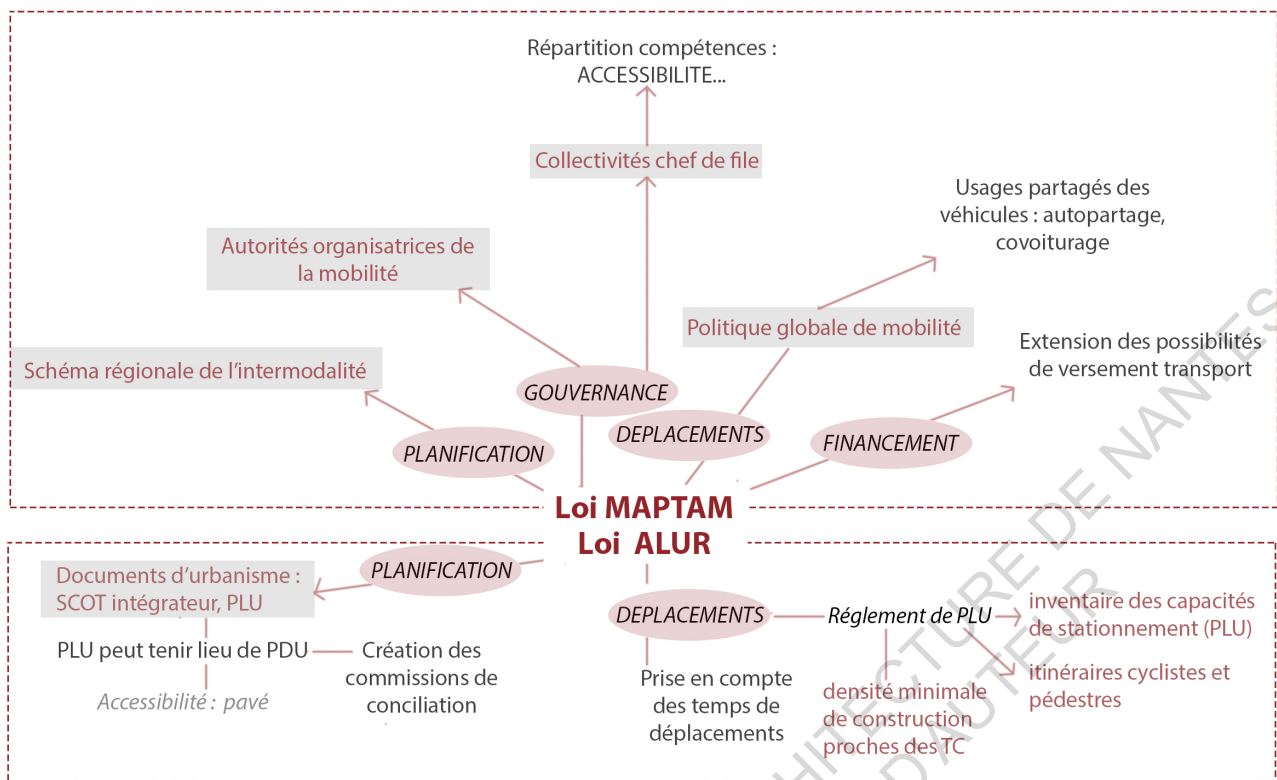 Répartition compétences :
ACCESSIBILITE...
Collectivités chef de file
Usages partagés des
véhicules : autopartage,
covoiturage
Autorités organisatrices de
la mobilité
Politique globale de mobilité
Extension des possibilités
de versement transport
Schéma régionale de l'intermodalité
GOUVERNANCE
DEPLACEMENTS
FINANCEMENT
PLANIFICATION
Loi MAPTAM
Loi ALUR
PLANIFICATION
Documents d'urbanisme :
SCOT intégrateur, PLU
PLU peut tenir lieu de PDU
Création des
commissions de
conciliation
Accessibilité : pavé
DEPLACEMENTS
Réglement de PLU
inventaire des capacités
de stationnement (PLU)
itinéraires cyclistes et
pédestres
Prise en compte
des temps de
déplacements
densité minimale
de construction
proches des TC
HITECTURE DE NANTES
D'AUTEUR